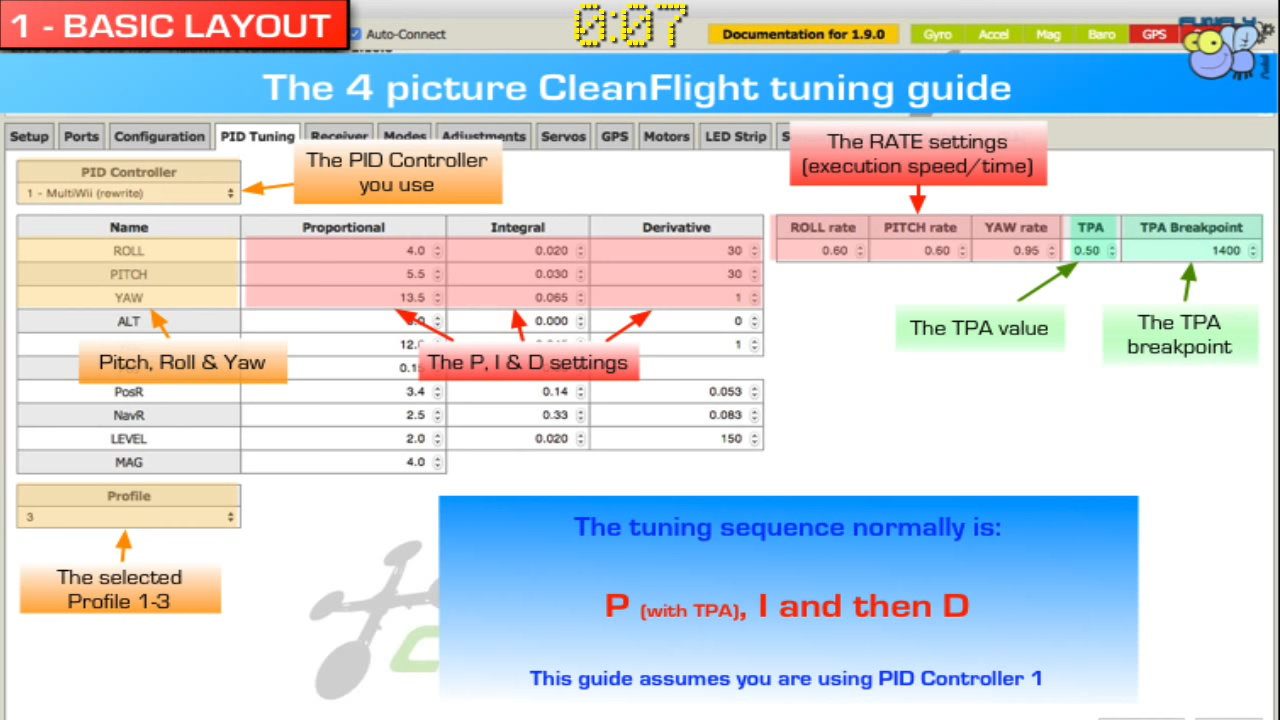 1 - BASIC LAYOUT
Auto-Connect
0:07
Documentation for 1.9.0
Gyro Accel Mag Baro GPS
The 4 picture CleanFlight tuning guide
Setup Ports Configuration PID Tuning Receiver Modes Adjustments Servos GPS Motors LED Strip
The RATE settings
(execution speed/time)
The PID Controller
you use
PID Controller
1 - MultiWii (rewrite)
Name Proportional Integral Derivative ROLL rate PITCH rate YAW rate TPA TPA Breakpoint
ROLL 4.0 0.020 30 0.60 0.60 0.95 0.50 1400
PITCH 5.5 0.030 30
YAW 13.5 0.065 1
ALT 0.000 0
12. 1
The TPA value
The TPA
breakpoint
Pitch, Roll & Yaw
The P, I & D settings
PosR 3.4 0.14 0.053
NavR 2.5 0.33 0.083
LEVEL 2.0 0.020 150
MAG 4.0
Profile
3
The selected
Profile 1-3
The tuning sequence normally is:
P (with TPA), I and then D
This guide assumes you are using PID Controller 1